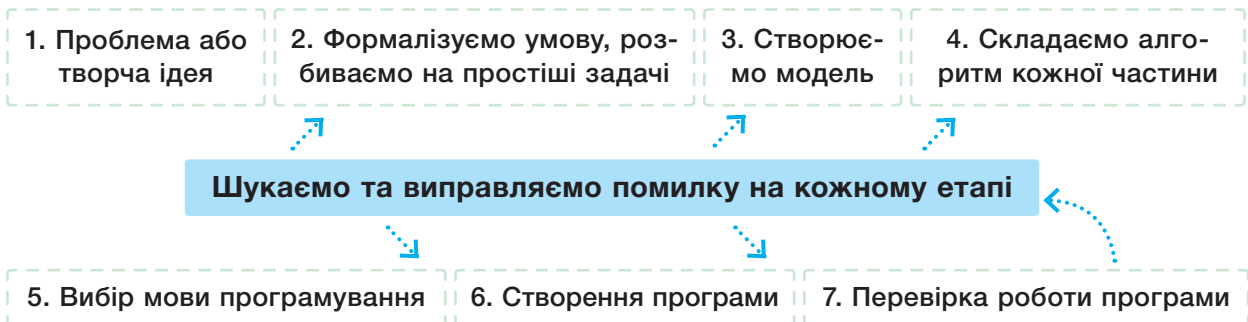 1. Проблема або
творча ідея
2. Формалізуємо умову, роз-
биваємо на простіші задачі
3. Створює-
мо модель
4. Складаємо алго-
ритм кожної частини
Шукаємо та виправляємо помилку на кожному етапі
5. Вибір мови програмування
6. Створення програми
7. Перевірка роботи програми